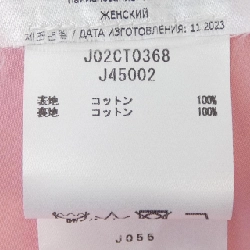 ЖЕНСКИЙ
제조년월 / ДАТА ИЗГОТОВЛЕНИЯ: 11.2023
J02CT0368
J45002
表地 コットン 100%
裏地 コットン 100%
J055